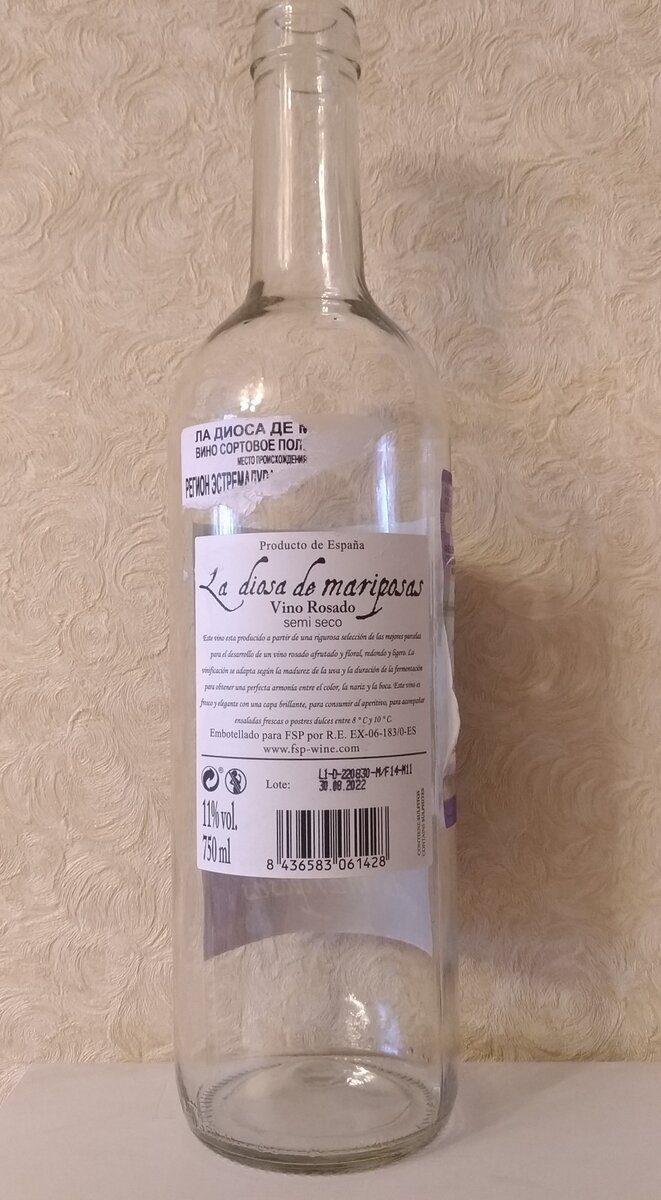 ЛА ДИОСА ДЕ
ВИНО СОРТОВОЕ ПОЛ
МЕСТО ПРОИСХОЖДЕНИЯ
РЕГИОН ЭСТРЕМАДУРА
Producto de España
La diosa de mariposas
Vino Rosado
semi seco
Este vino esta producido a partir de una rigurosa selección de las mejores parcelas
para el desarrollo de un vino rosado afrutado y floral, redondo y ligero. La
vinificación se adapta según la madurez de la uva y la duración de la fermentación
para obtener una perfecta armonía entre el color, la nariz y la boca. Este vino es
fresco y elegante con una capa brillante, para consumir al aperitivo, para acompañar
ensaladas frescas o postres dulces entre 8 ° C y 10 ° C.
Embotellado para FSP por R.E. EX-06-183/0-ES
www.fsp-wine.com
Lote: L1-D-220830-M/F14-M11
30.08.2022
11% vol.
750 ml
8 436583 061428
CONTIENE SULFITOS
CONTAINS SULPHITES